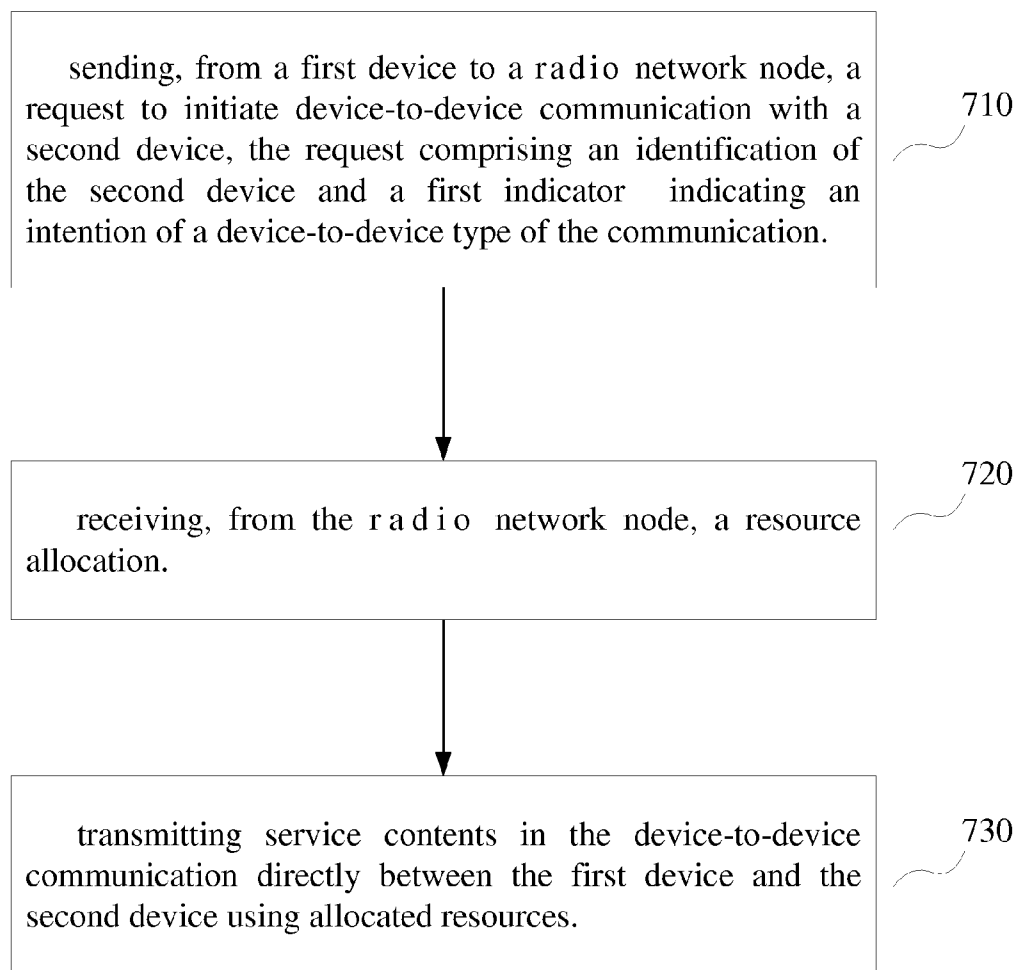 sending, from a first device to a radio network node, a
request to initiate device-to-device communication with a
second device, the request comprising an identification of
the second device and a first indicator indicating an
intention of a device-to-device type of the communication.
710
receiving, from the radio network node, a resource
allocation.
720
transmitting service contents in the device-to-device
communication directly between the first device and the
second device using allocated resources.
730